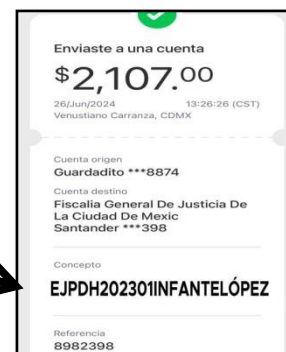 Enviaste a una cuenta
$2,107.00
26/Jun/2024 13:26:26 (CST)
Venustiano Carranza, CDMX
Cuenta origen
Guardadito ***8874
Cuenta destino
Fiscalia General De Justicia De
La Ciudad De Mexic
Santander ***398
Concepto
EJPDH202301INFANTELÓPEZ
Referencia
8982398